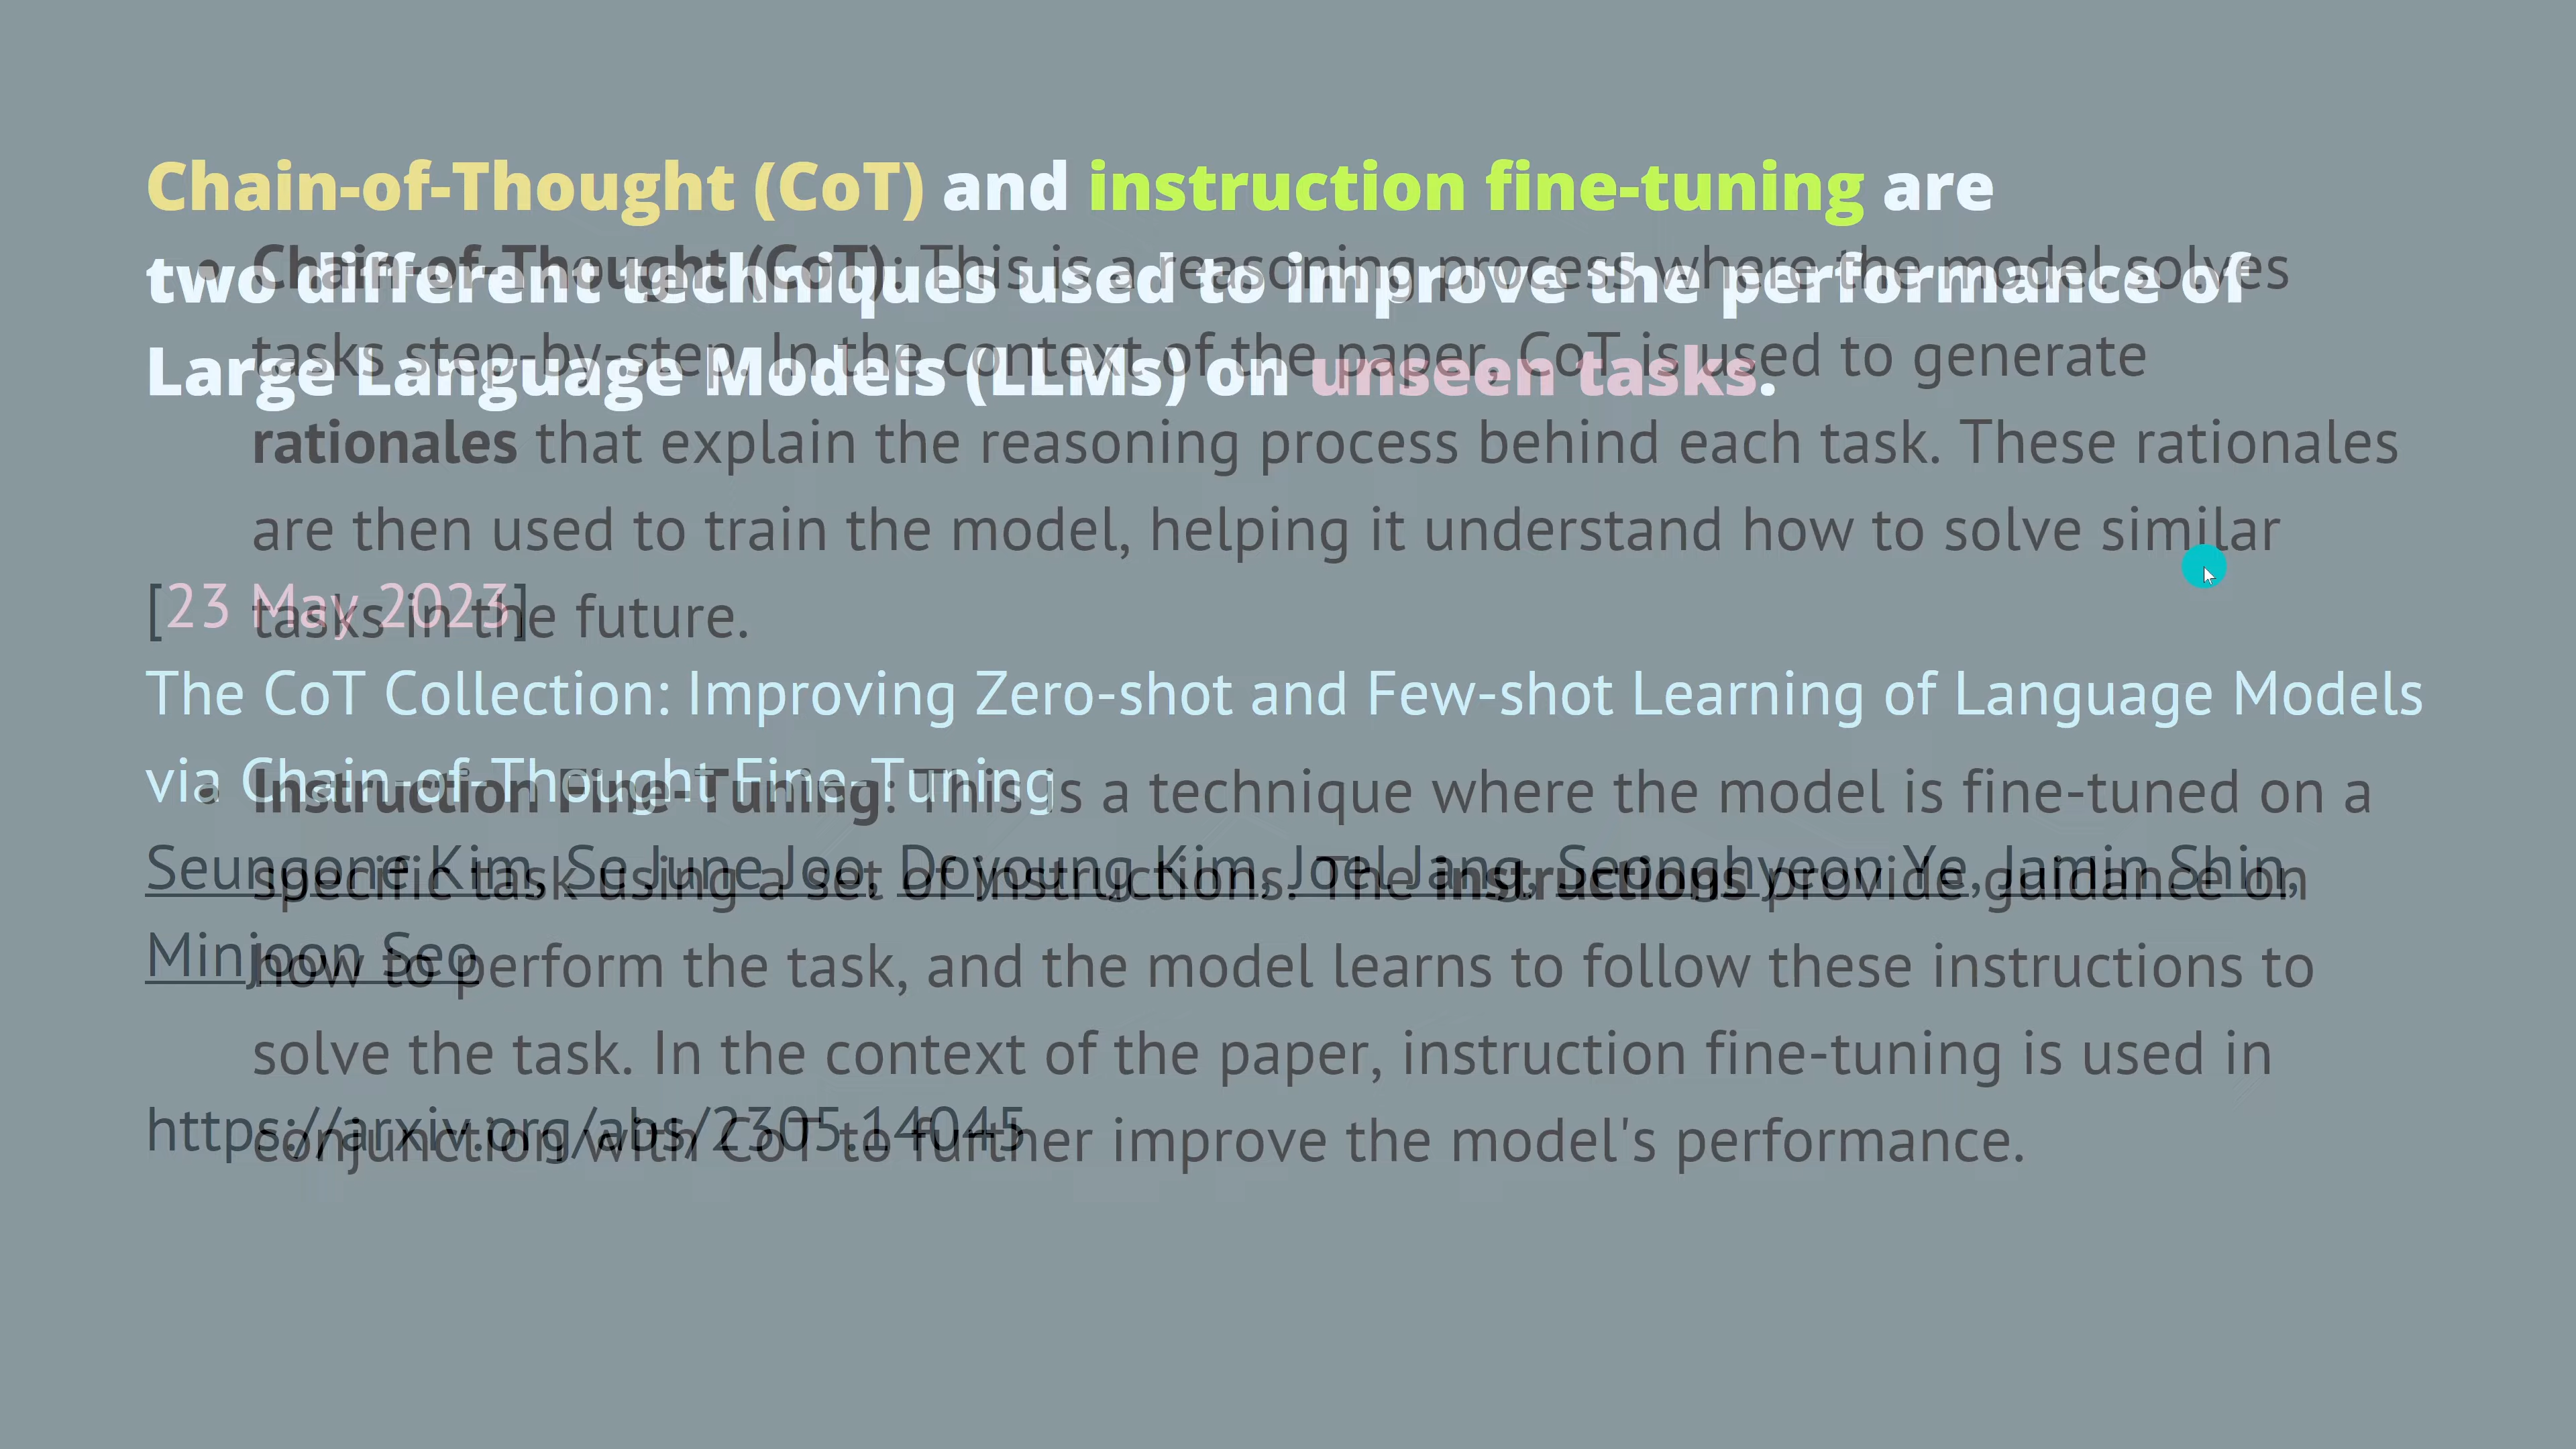 Chain-of-Thought (CoT) and instruction fine-tuning are
two different techniques used to improve the performance of
Large Language Models (LLMs) on unseen tasks.
[23 May 2023]
The CoT Collection: Improving Zero-shot and Few-shot Learning of Language Models
via Chain-of-Thought Fine-Tuning
Seungone Kim, Se June Joo, Doyoung Kim, Joel Jang, Seonghyeon Ye, Jamin Shin,
Minjoon Seo
https://arxiv.org/abs/2305.14045
• Chain-of-Thought (CoT): This is a reasoning process where the model solves
tasks step-by-step. In the context of the paper, CoT is used to generate
rationales that explain the reasoning process behind each task. These rationales
are then used to train the model, helping it understand how to solve similar
tasks in the future.
• Instruction Fine-Tuning: This is a technique where the model is fine-tuned on a
specific task using a set of instructions. The instructions provide guidance on
how to perform the task, and the model learns to follow these instructions to
solve the task. In the context of the paper, instruction fine-tuning is used in
conjunction with CoT to further improve the model's performance.